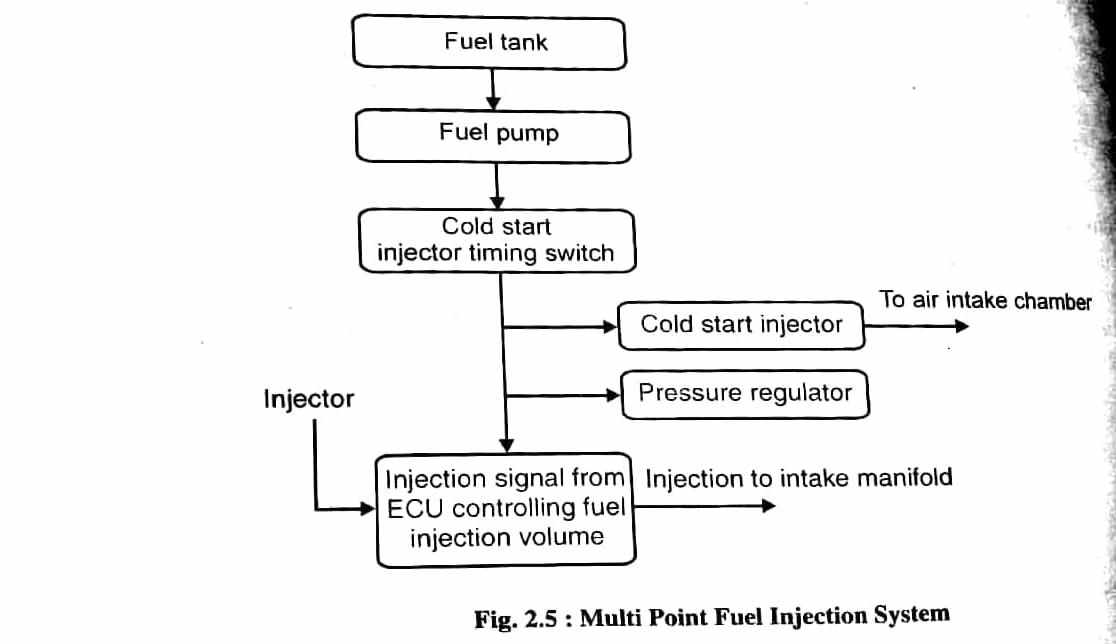 Fuel tank
Fuel pump
Cold start
injector timing switch
To air intake chamber
Cold start injector
Pressure regulator
Injector
Injection signal from
ECU controlling fuel
injection volume
Injection to intake manifold
Fig. 2.5 : Multi Point Fuel Injection System